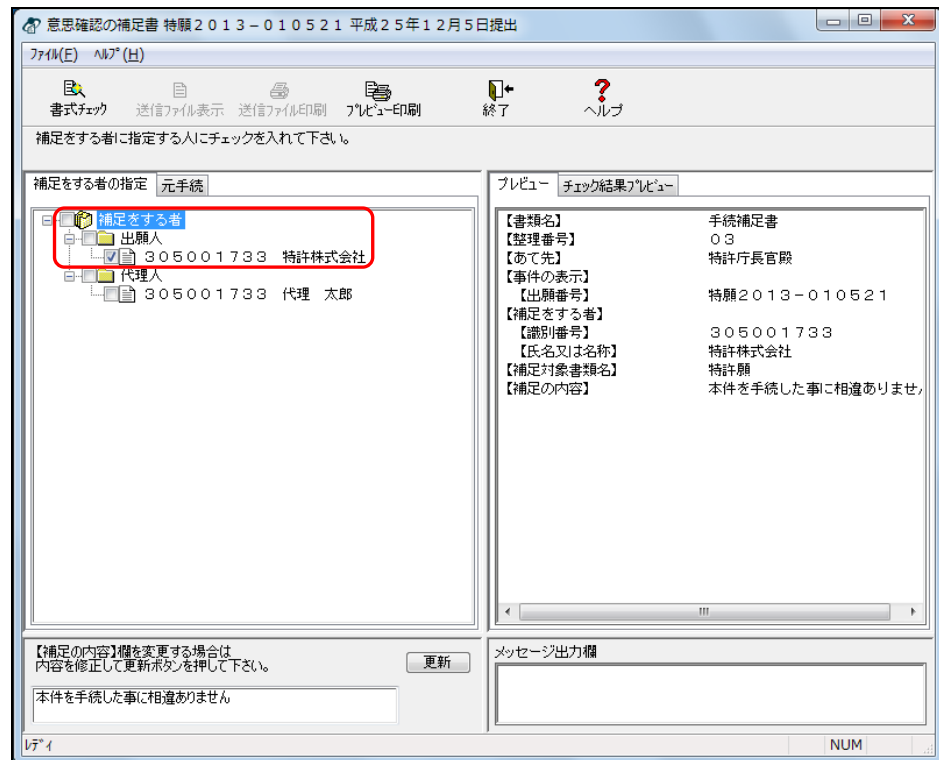 意思確認の補足書 特願２０１３－０１０５２１ 平成２５年１２月５日提出
ﾌｧｲﾙ(F) ﾍﾙﾌﾟ(H)
書式ﾁｪｯｸ 送信ﾌｧｲﾙ表示 送信ﾌｧｲﾙ印刷 ﾌﾟﾚﾋﾞｭｰ印刷 終了 ヘルプ
補足をする者に指定する人にチェックを入れて下さい。
補足をする者の指定 元手続
補足をする者
出願人
３０５００１７３３ 特許株式会社
代理人
３０５００１７３３ 代理 太郎
プレビュー チェック結果ﾌﾟﾚﾋﾞｭｰ
【書類名】 手続補足書
【整理番号】 ０３
【あて先】 特許庁長官殿
【事件の表示】
【出願番号】 特願２０１３－０１０５２１
【補足をする者】
【識別番号】 ３０５００１７３３
【氏名又は名称】 特許株式会社
【補足対象書類名】 特許願
【補足の内容】 本件を手続した事に相違ありませ
【補足の内容】欄を変更する場合は
内容を修正して更新ボタンを押して下さい。
更新
本件を手続した事に相違ありません
メッセージ出力欄
ﾚﾃﾞｨ NUM